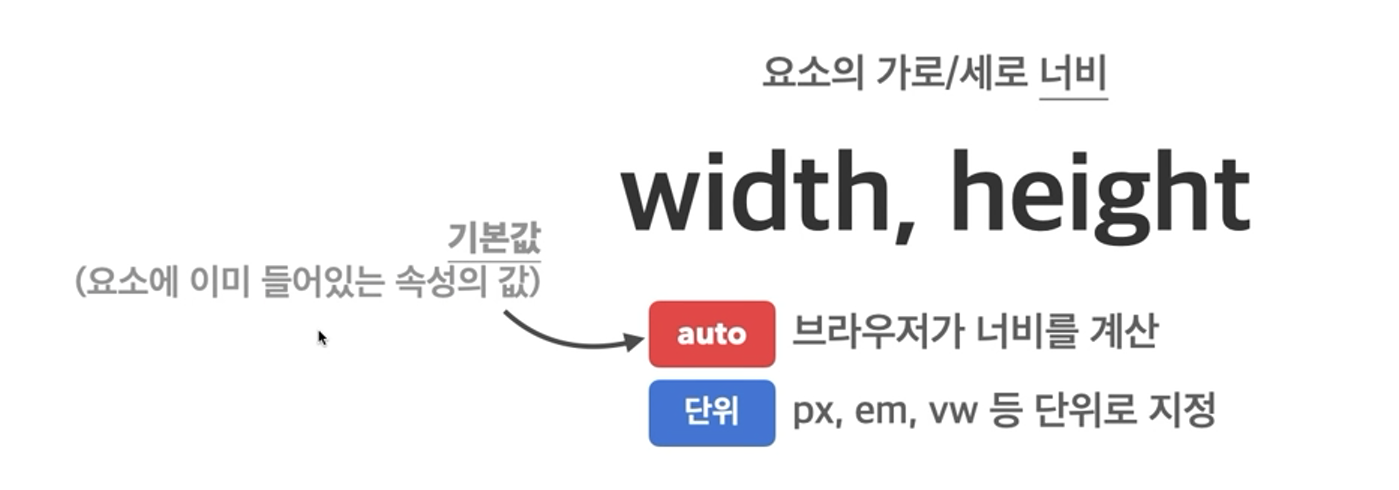 요소의 가로/세로 너비
width, height
기본값
(요소에 이미 들어있는 속성의 값)
auto 브라우저가 너비를 계산
단위 px, em, vw 등 단위로 지정